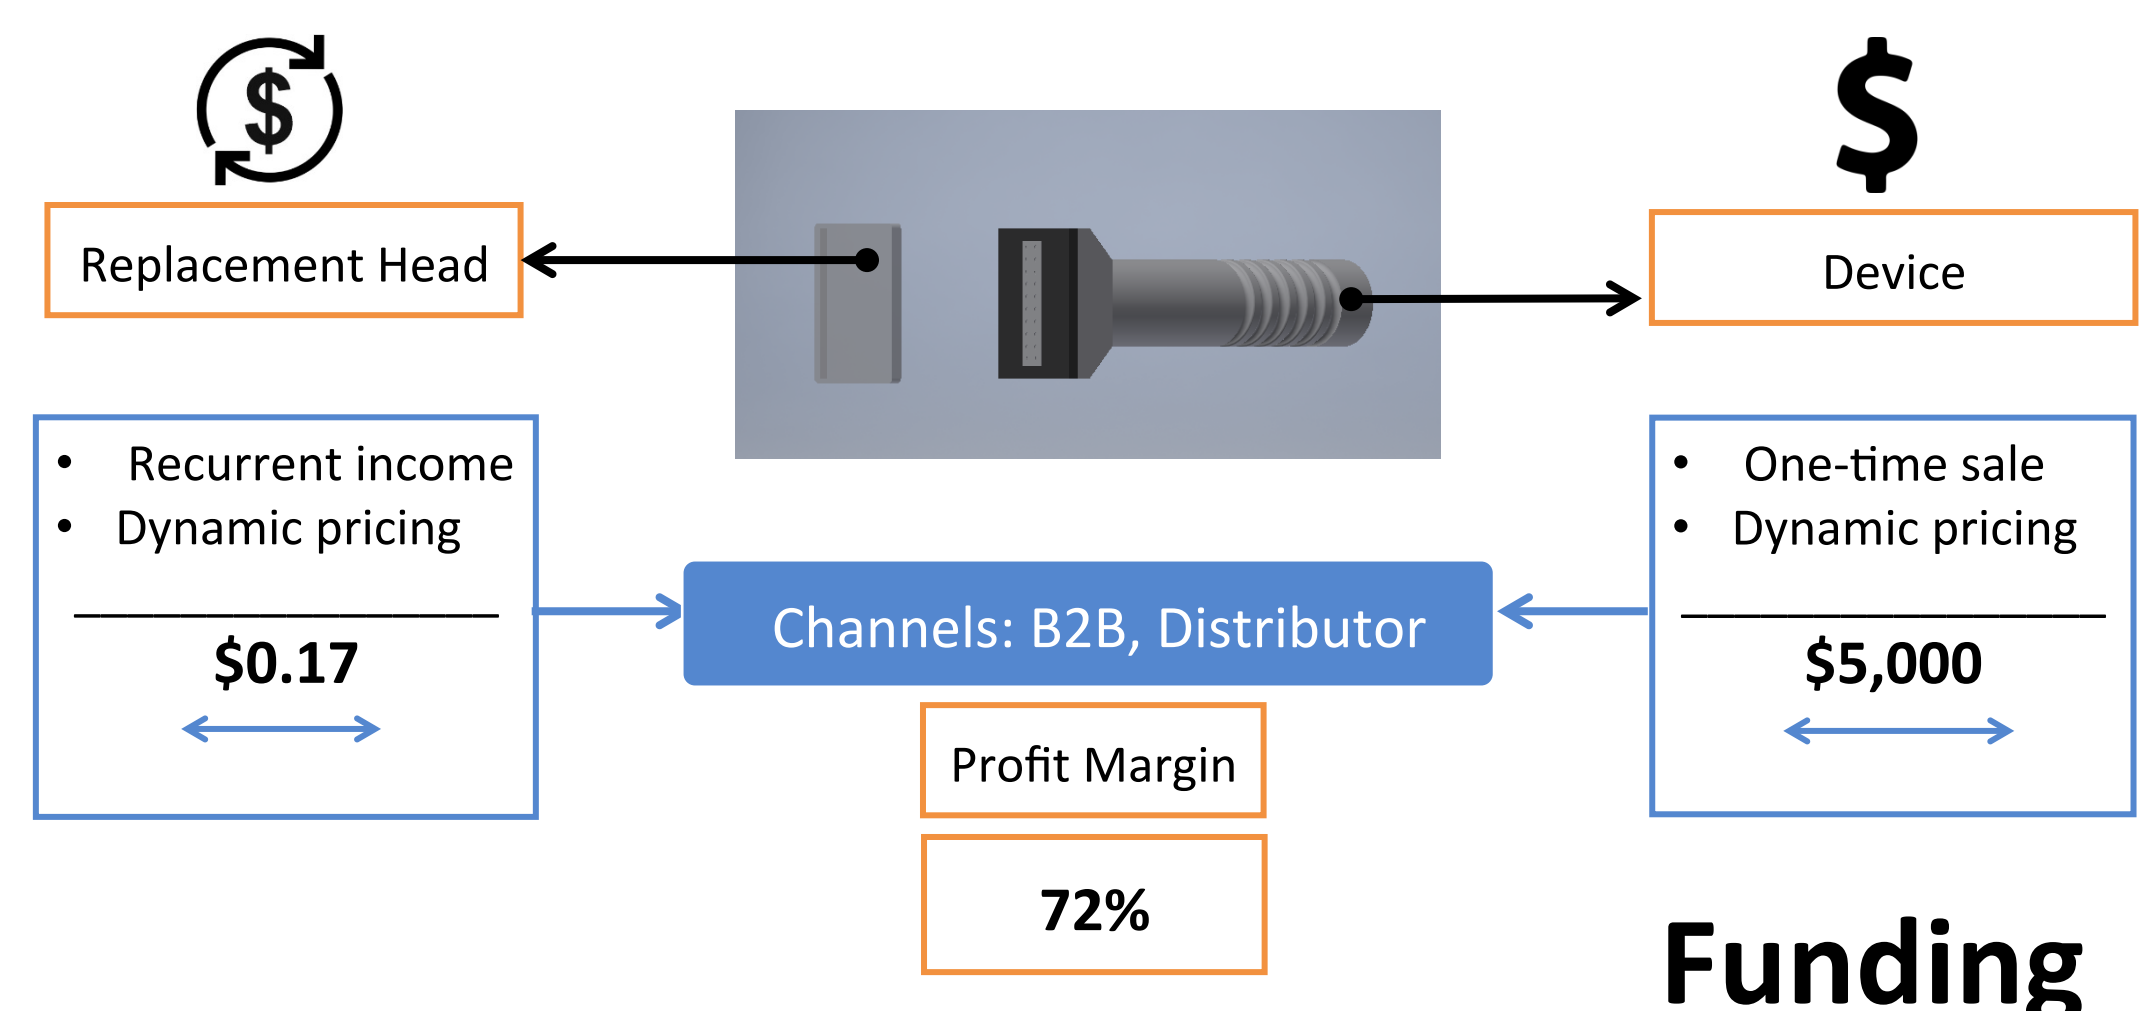 $
$
Replacement Head
Device
• Recurrent income
• Dynamic pricing
$0.17
• One-time sale
• Dynamic pricing
$5,000
Channels: B2B, Distributor
Profit Margin
72%
Funding